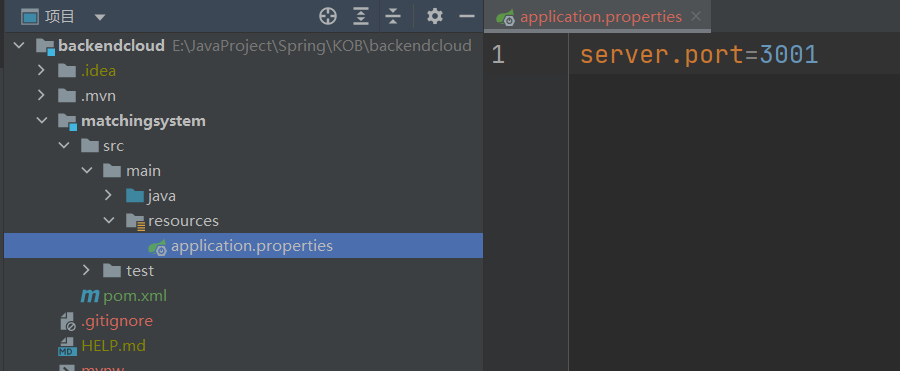 项目
backendcloud E:\JavaProject\Spring\KOB\backendcloud
.idea
.mvn
matchingsystem
src
main
java
resources
application.properties
test
pom.xml
.gitignore
HELP.md
mvnw
application.properties
1 server.port=3001